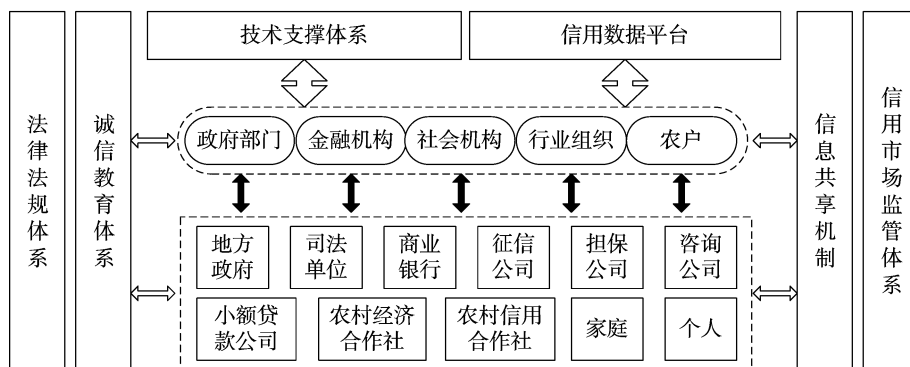 技术支撑体系
信用数据平台
法律法规体系
诚信教育体系
政府部门
金融机构
社会机构
行业组织
农户
信息共享机制
信用市场监管体系
地方
政府
司法
单位
商业
银行
征信
公司
担保
公司
咨询
公司
小额贷
款公司
农村经济
合作社
农村信用
合作社
家庭
个人